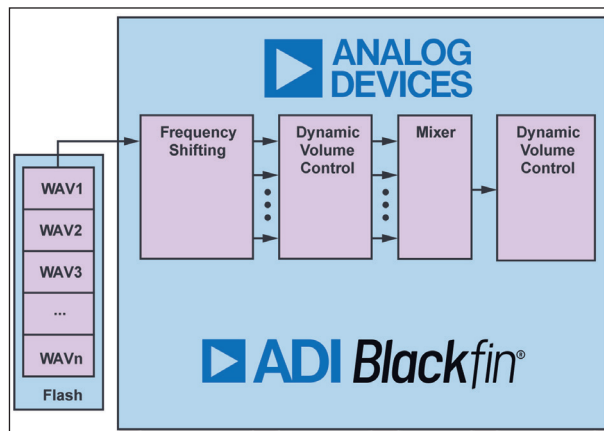 ANALOG
DEVICES
Frequency
Shifting
Dynamic
Volume
Control
Mixer
Dynamic
Volume
Control
WAV1
WAV2
WAV3
...
WAVn
Flash
ADI Blackfin®